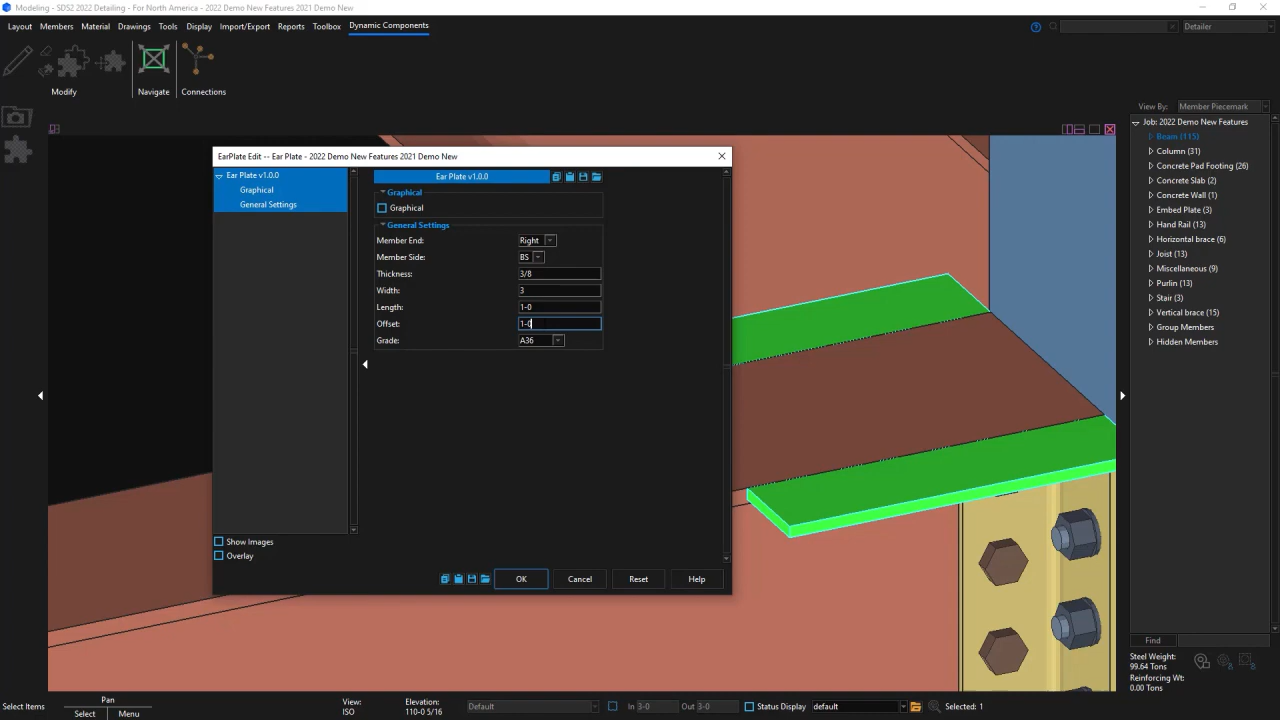 Modeling - SDS2 Detailing - For North America - 2022 Demo New Features 2021 Demo New
Layout Members Material Drawings Tools Display Import/Export Reports Toolbox Dynamic Components
Detailer
Modify Navigate Connections
View By: Member Piecemark
Job: 2022 Demo New Features
Beam (115)
Column (31)
Concrete Pad Footing (26)
Concrete Slab (2)
Concrete Wall (1)
Embed Plate (3)
Hand Rail (13)
Horizontal brace (6)
Joist (13)
Miscellaneous (9)
Purlin (13)
Stair (3)
Vertical brace (15)
Group Members
Hidden Members
EarPlate Edit -- Ear Plate - 2022 Demo New Features 2021 Demo New
Ear Plate v1.0.0
Graphical
General Settings
Ear Plate v1.0.0
Graphical
Graphical
General Settings
Member End: Right
Member Side: BS
Thickness: 3/8
Width: 3
Length: 1-0
Offset: 1-0
Grade: A36
Show Images
Overlay
OK Cancel Reset Help
Find
Steel Weight:
99.64 Tons
Reinforcing Wt:
0.00 Tons
Select Items
Pan
Select Menu
View:
ISO
Elevation:
110-0 5/16
Default
In 3-0 Out 3-0
Status Display default
Selected: 1